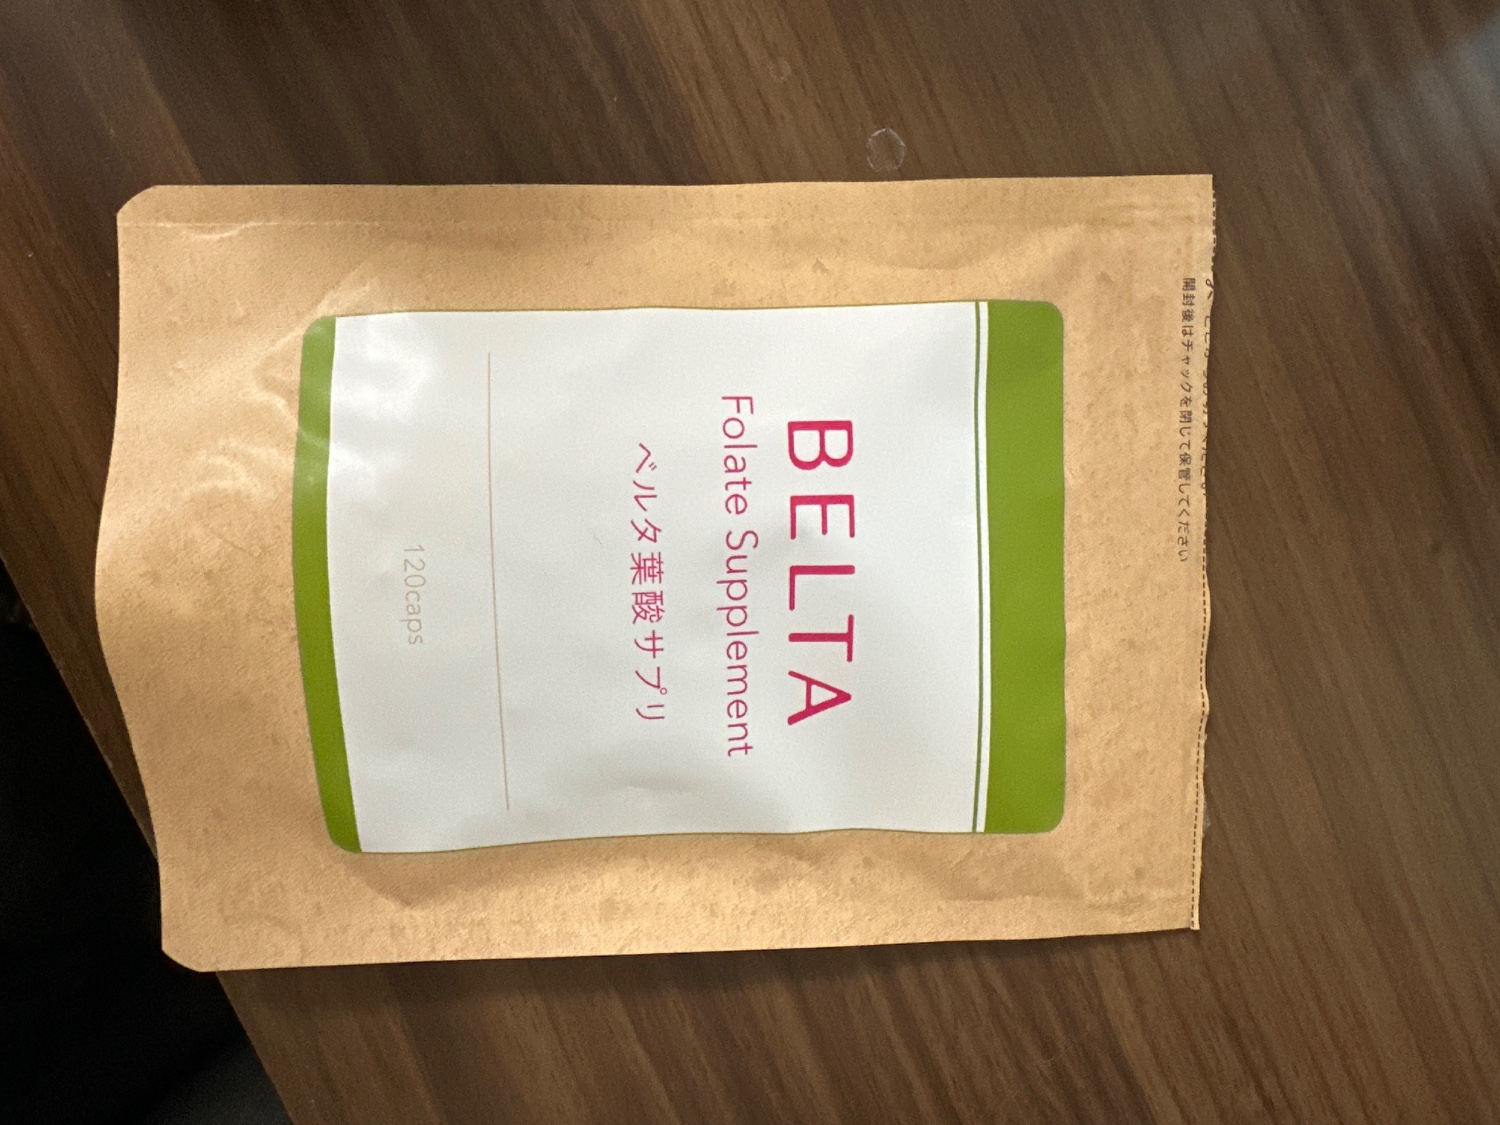 開封後はチャックを閉じて保管してください
BELTA
Folate Supplement
ベルタ葉酸サプリ
120caps